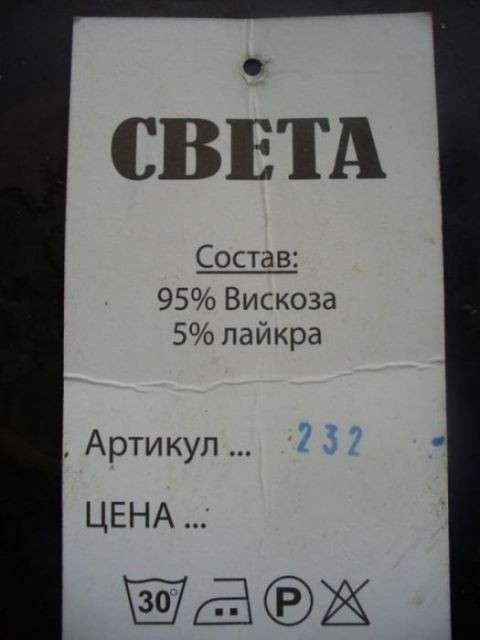 СВЕТА
Состав:
95% Вискоза
5% лайкра
Артикул ... 232
ЦЕНА ...
30° P